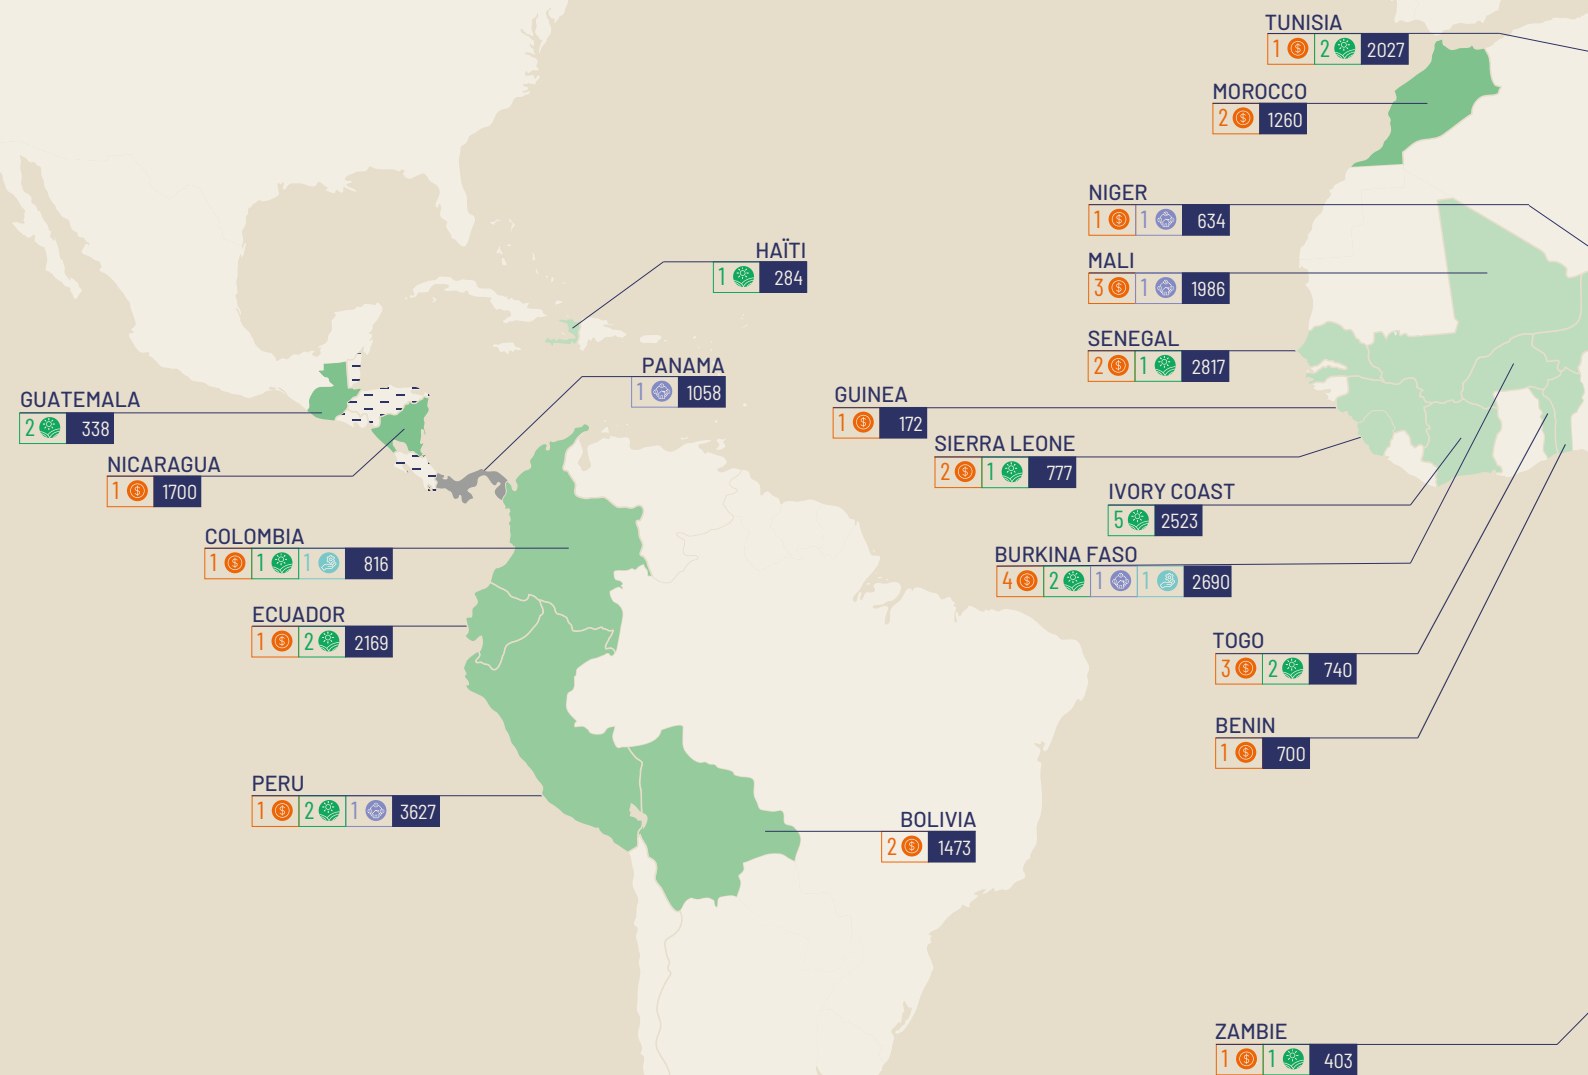 TUNISIA
1 2 2027
MOROCCO
2 1260
NIGER
1 1 634
MALI
3 1 1986
SENEGAL
2 1 2817
HAÏTI
1 284
PANAMA
1 1058
GUATEMALA
2 338
NICARAGUA
1 1700
COLOMBIA
1 1 1 816
ECUADOR
1 2 2169
PERU
1 2 1 3627
BOLIVIA
2 1473
GUINEA
1 172
SIERRA LEONE
2 1 777
IVORY COAST
5 2523
BURKINA FASO
4 2 1 1 2690
TOGO
3 2 740
BENIN
1 700
ZAMBIE
1 1 403